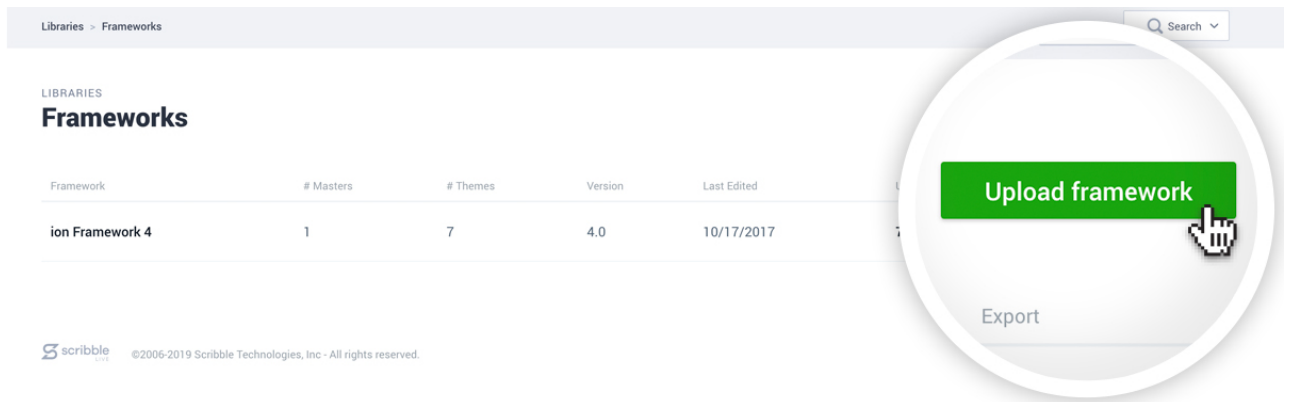 Libraries > Frameworks
Search
LIBRARIES
Frameworks
Upload framework
Framework # Masters # Themes Version Last Edited
Export
ion Framework 4 1 7 4.0 10/17/2017
scribble
LIVE
©2006-2019 Scribble Technologies, Inc - All rights reserved.